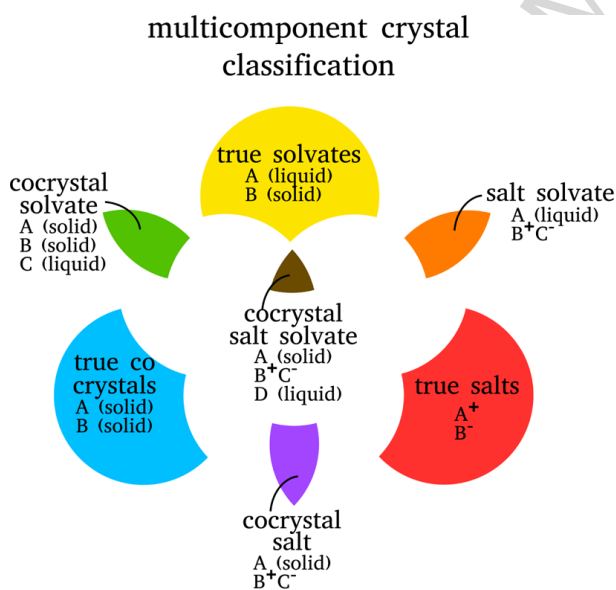 multicomponent crystal
classification
true solvates
A (liquid)
B (solid)
cocrystal
solvate
A (solid)
B (solid)
C (liquid)
salt solvate
A (liquid)
B⁺C⁻
cocrystal
salt solvate
A (solid)
B⁺C⁻
D (liquid)
true co
crystals
A (solid)
B (solid)
true salts
A⁺
B⁻
cocrystal
salt
A (solid)
B⁺C⁻